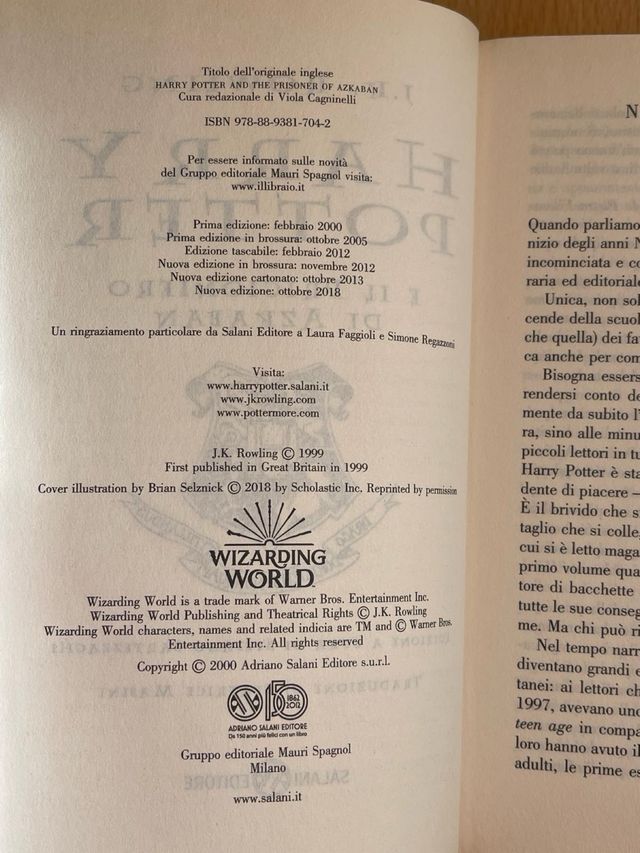 Titolo dell'originale inglese
HARRY POTTER AND THE PRISONER OF AZKABAN
Cura redazionale di Viola Cagninelli
ISBN 978-88-9381-704-2
Per essere informato sulle novità
del Gruppo editoriale Mauri Spagnol visita:
www.illibraio.it
Prima edizione: febbraio 2000
Prima edizione in brossura: ottobre 2005
Edizione tascabile: febbraio 2012
Nuova edizione in brossura: novembre 2012
Nuova edizione cartonato: ottobre 2013
Nuova edizione: ottobre 2018
Un ringraziamento particolare da Salani Editore a Laura Faggioli e Simone Regazzoni
Visita:
www.harrypotter.salani.it
www.jkrowling.com
www.pottermore.com
J.K. Rowling © 1999
First published in Great Britain in 1999
Cover illustration by Brian Selznick © 2018 by Scholastic Inc. Reprinted by permission
WIZARDING
WORLD
Wizarding World is a trade mark of Warner Bros. Entertainment Inc.
Wizarding World Publishing and Theatrical Rights © J.K. Rowling
Wizarding World characters, names and related indicia are TM and © Warner Bros.
Entertainment Inc. All rights reserved
Copyright © 2000 Adriano Salani Editore s.u.r.l.
150
1862
2012
ADRIANO SALANI EDITORE
Da 150 anni più felici con un libro
Gruppo editoriale Mauri Spagnol
Milano
www.salani.it
N
Quando parliamo
nizio degli anni N
incominciata e co
raria ed editoriale
Unica, non sol
cende della scuol
che quella) dei fa
ca anche per com
Bisogna essers
rendersi conto de
mente da subito l'
ra, sino alle minu
piccoli lettori in tu
Harry Potter è sta
dente di piacere –
È il brivido che s
taglio che si colle
cui si è letto maga
primo volume qua
tore di bacchette
tutte le sue conseg
me. Ma chi può ri
Nel tempo narr
diventano grandi e
tanei: ai lettori ch
1997, avevano und
teen age in compa
loro hanno avuto il
adulti, le prime es